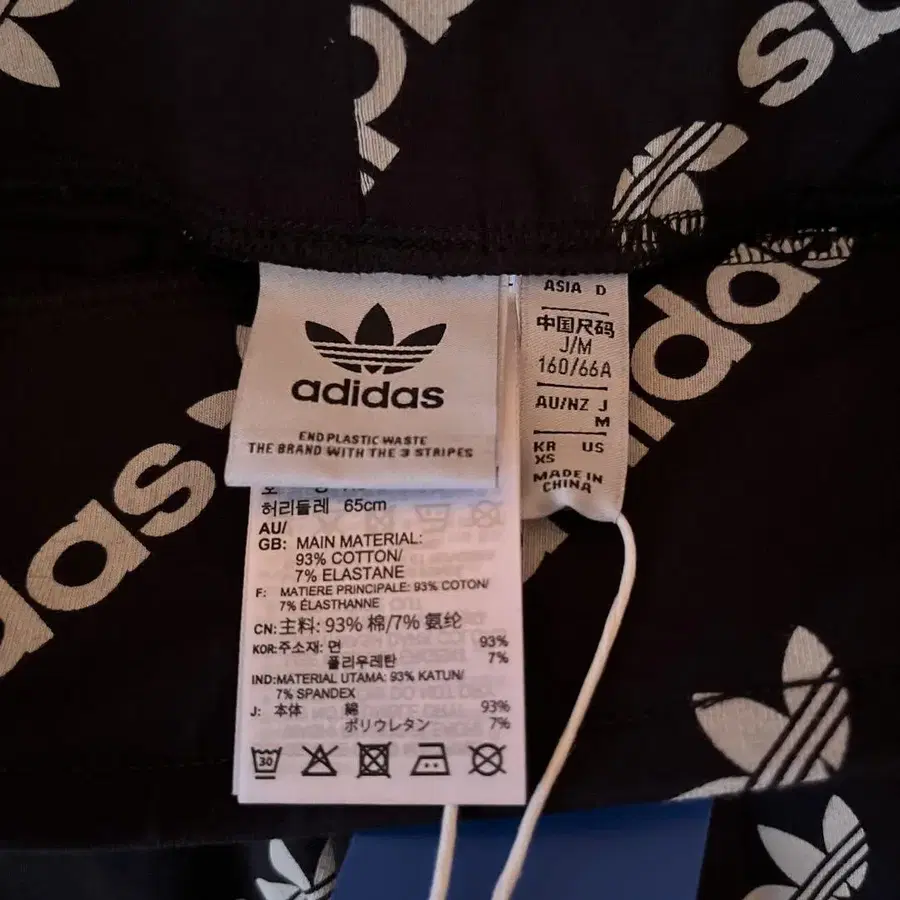 adidas
adidas
adidas
END PLASTIC WASTE
THE BRAND WITH THE 3 STRIPES
ASIA D
中国尺码
J/M
160/66A
AU/NZ J
M
KR US
XS
MADE IN
CHINA
허리둘레 65cm
AU/
GB: MAIN MATERIAL:
93% COTTON/
7% ELASTANE
F: MATIERE PRINCIPALE: 93% COTON/
7% ÉLASTHANNE
CN: 主料: 93% 棉/7% 氨纶
KOR: 주소재: 면 93%
폴리우레탄 7%
IND: MATERIAL UTAMA: 93% KATUN/
7% SPANDEX
J: 本体 綿 93%
ポリウレタン 7%
30